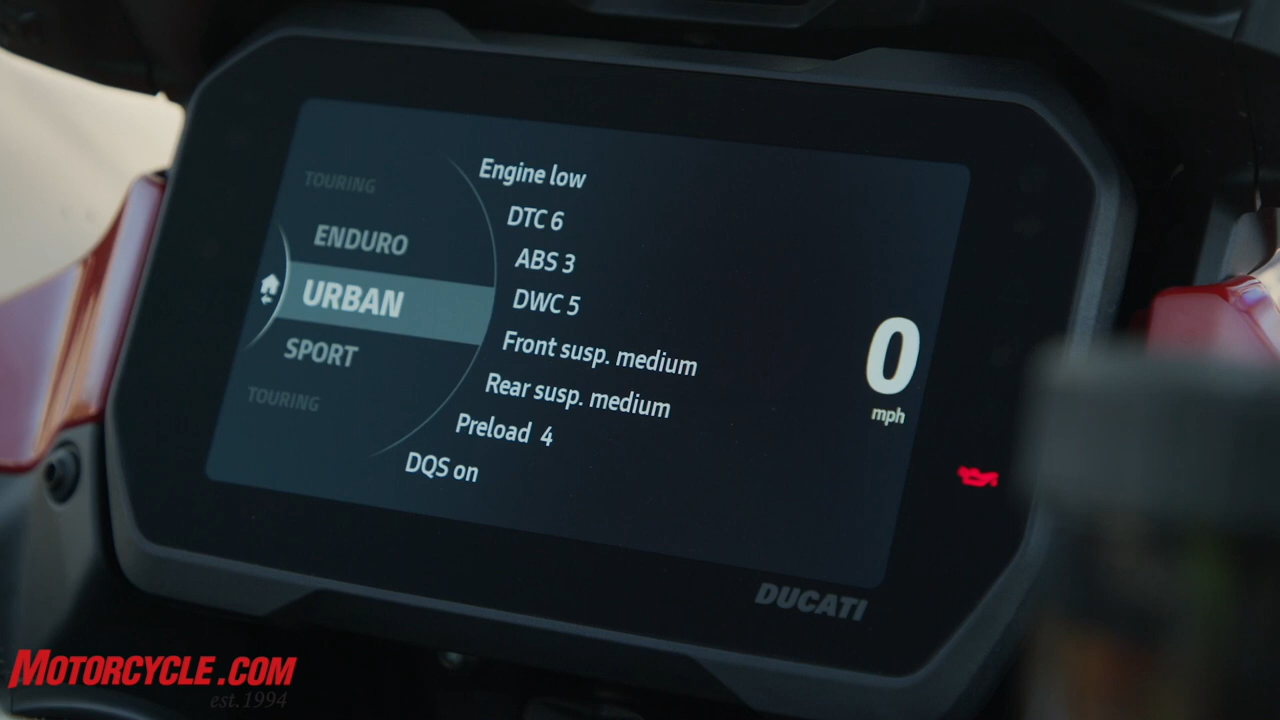 TOURING
ENDURO
URBAN
SPORT
TOURING
Engine low
DTC 6
ABS 3
DWC 5
Front susp. medium
Rear susp. medium
Preload 4
DQS on
0
mph
DUCATI
MOTORCYCLE.COM
est.1994